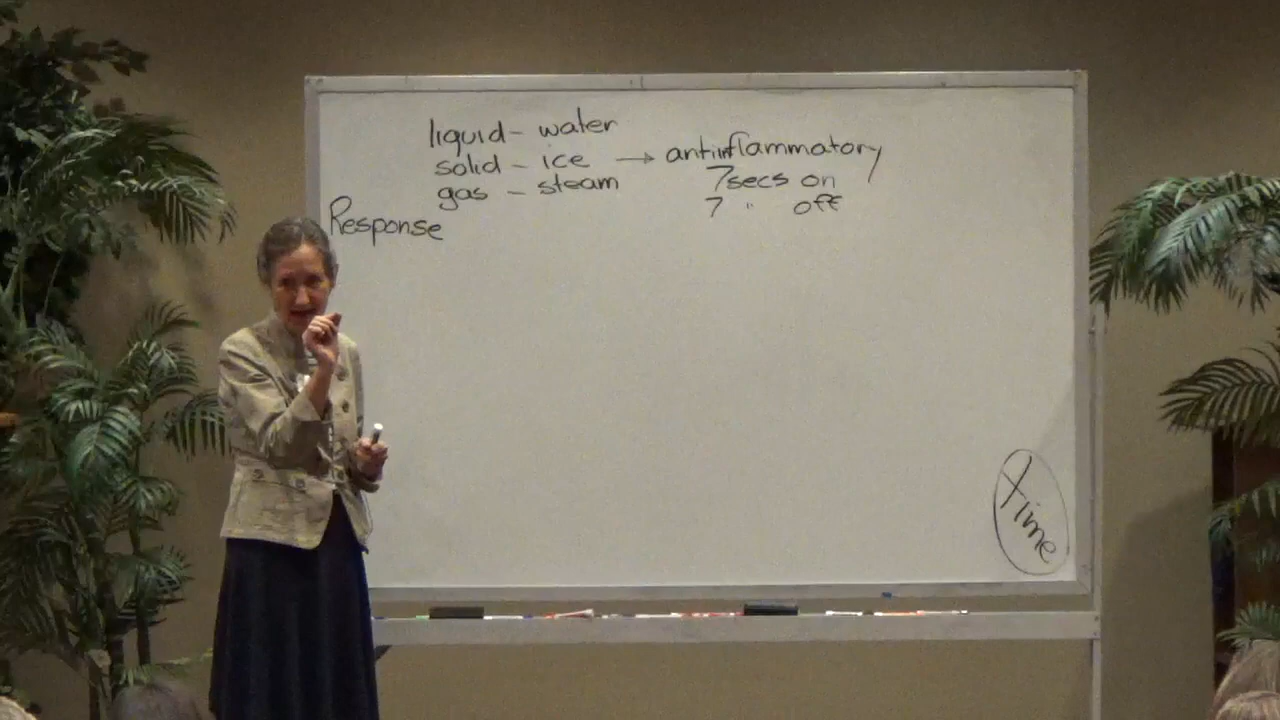 liquid - water
solid - ice → antiinflammatory
gas - steam 7secs on
7 " off
Response
Time